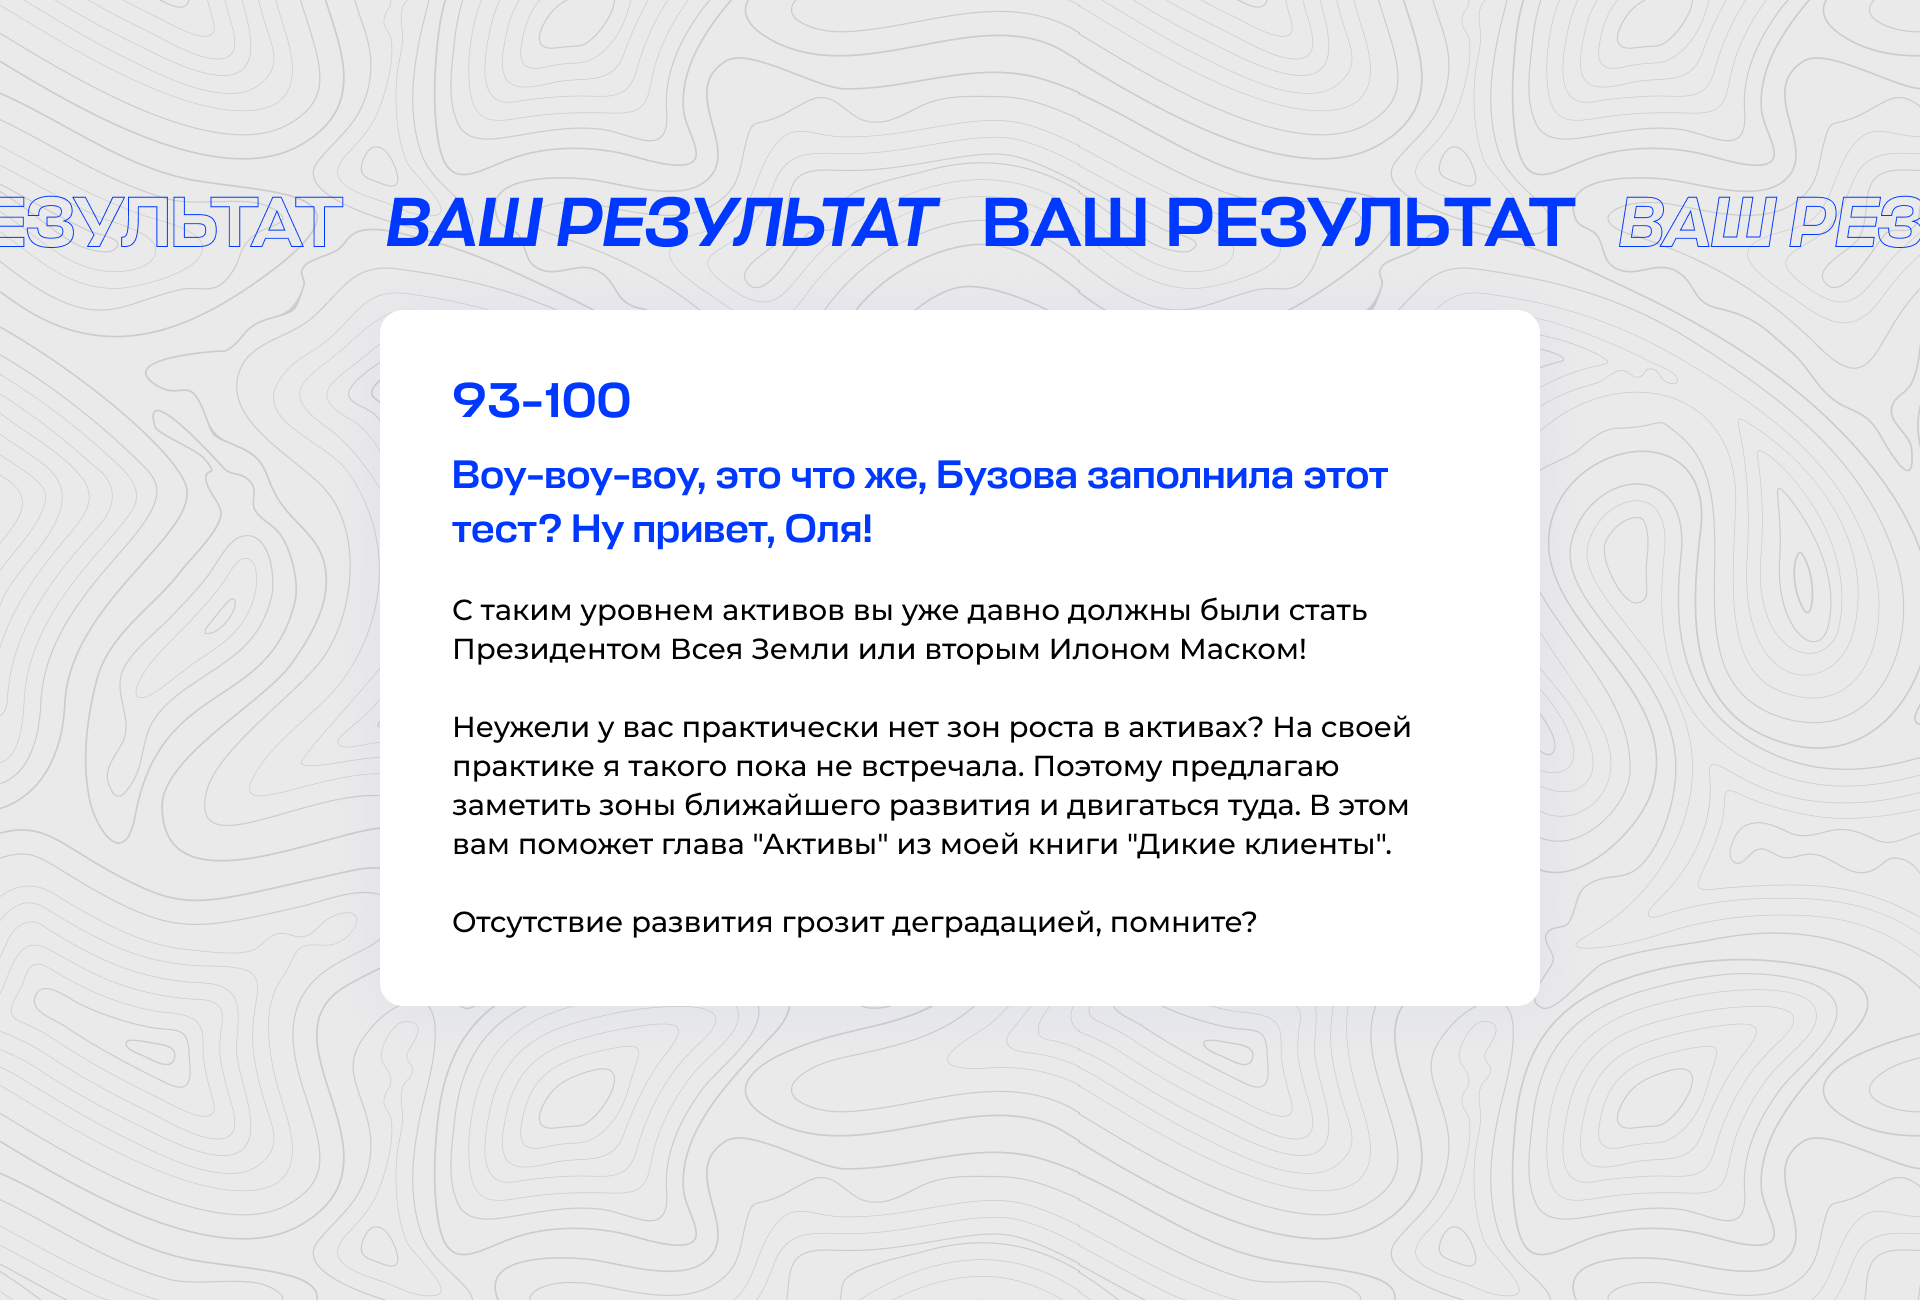 ЕЗУЛЬТАТ ВАШ РЕЗУЛЬТАТ ВАШ РЕЗУЛЬТАТ ВАШ РЕЗ
93-100
Воу-воу-воу, это что же, Бузова заполнила этот
тест? Ну привет, Оля!
С таким уровнем активов вы уже давно должны были стать
Президентом Всея Земли или вторым Илоном Маском!
Неужели у вас практически нет зон роста в активах? На своей
практике я такого пока не встречала. Поэтому предлагаю
заметить зоны ближайшего развития и двигаться туда. В этом
вам поможет глава "Активы" из моей книги "Дикие клиенты".
Отсутствие развития грозит деградацией, помните?